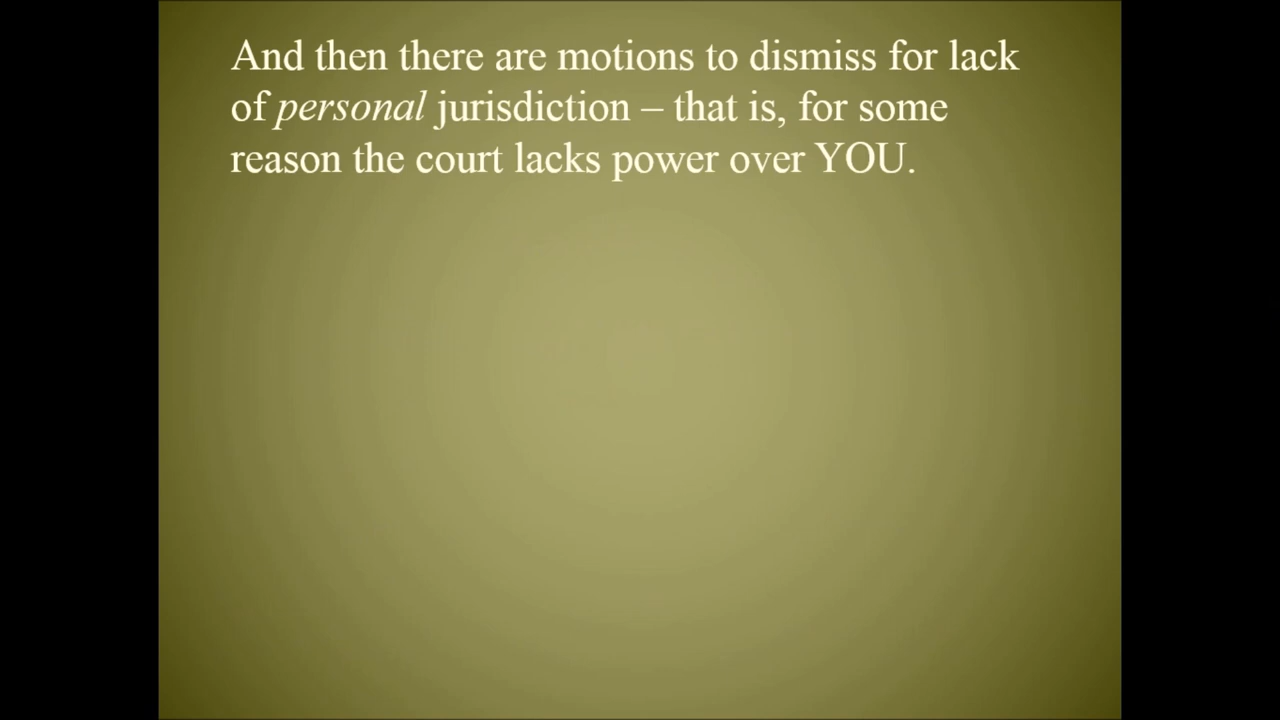 And then there are motions to dismiss for lack
of personal jurisdiction – that is, for some
reason the court lacks power over YOU.